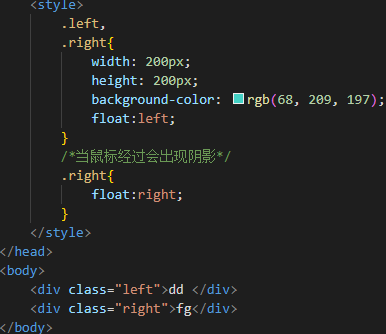 <style>
.left,
.right{
width: 200px;
height: 200px;
background-color: rgb(68, 209, 197);
float:left;
}
/*当鼠标经过会出现阴影*/
.right{
float:right;
}
</style>
</head>
<body>
<div class="left">dd </div>
<div class="right">fg</div>
</body>